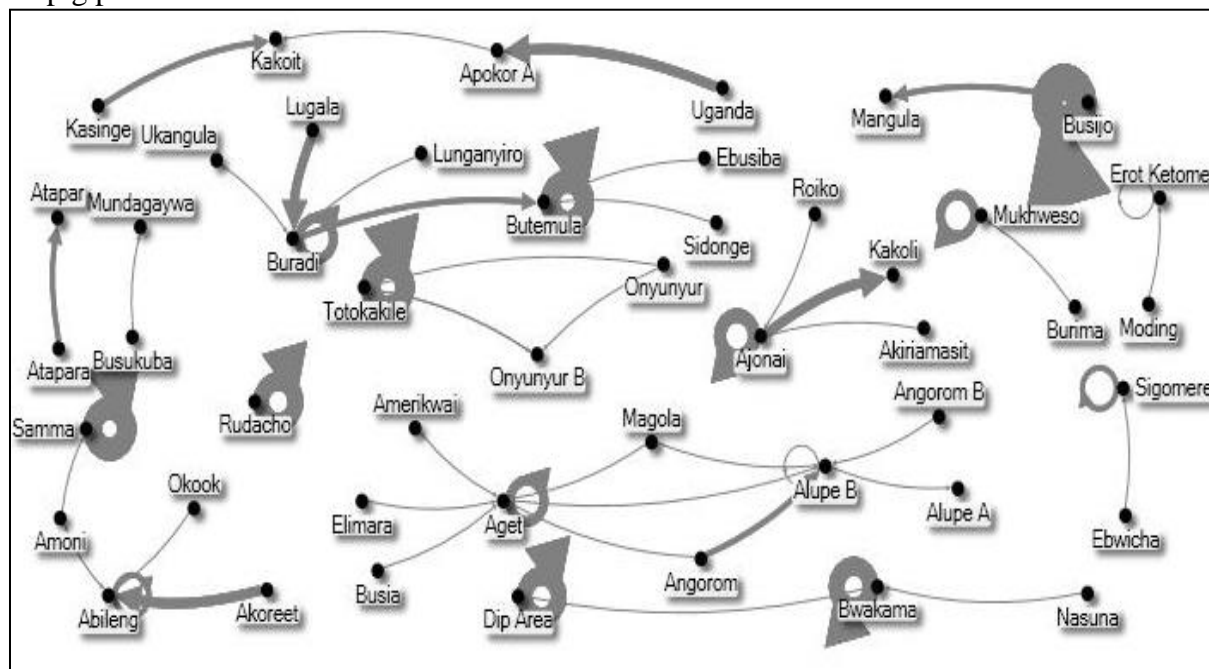 Kakoit
Apokor A
Kasinge
Uganda
Mangula
Busijo
Ukangula
Lugala
Lunganyiro
Ebusiba
Roiko
Erot Ketome
Atapar
Mundagaywa
Mukhweso
Buradi
Butemula
Sidonge
Kakoli
Totokakile
Onyunyur
Burima
Moding
Atapara
Busukuba
Onyunyur B
Ajonai
Akiriamasit
Samma
Rudacho
Amerikwai
Magola
Angorom B
Sigomere
Okook
Elimara
Aget
Alupe B
Alupe A
Amoni
Ebwicha
Busia
Angorom
Abileng
Akoreet
Dip Area
Bwakama
Nasuna